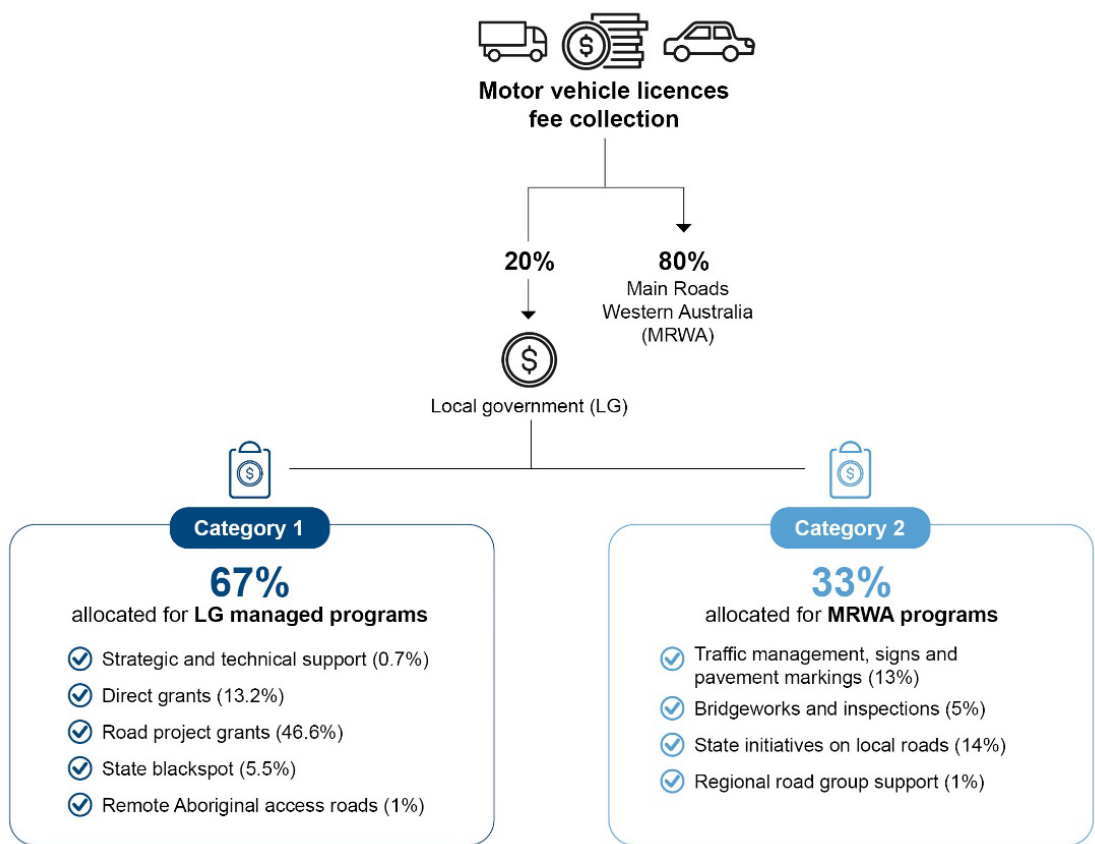 Motor vehicle licences
fee collection
20%
80%
Main Roads
Western Australia
(MRWA)
$
$
Local government (LG)
$
$
Category 1
67%
allocated for LG managed programs
Strategic and technical support (0.7%)
Direct grants (13.2%)
Road project grants (46.6%)
State blackspot (5.5%)
Remote Aboriginal access roads (1%)
Category 2
33%
allocated for MRWA programs
Traffic management, signs and
pavement markings (13%)
Bridgeworks and inspections (5%)
State initiatives on local roads (14%)
Regional road group support (1%)